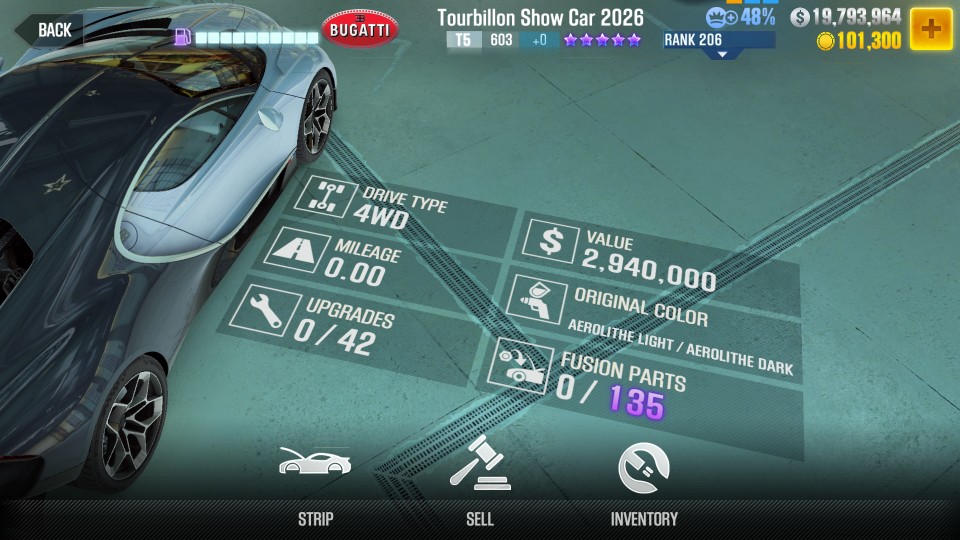 BACK
BUGATTI
Tourbillon Show Car 2026
T5 603 +0
48%
RANK 206
19,793,964
101,300
DRIVE TYPE
4WD
MILEAGE
0.00
UPGRADES
0 / 42
VALUE
2,940,000
ORIGINAL COLOR
AEROLITHE LIGHT / AEROLITHE DARK
FUSION PARTS
0 / 135
STRIP
SELL
INVENTORY